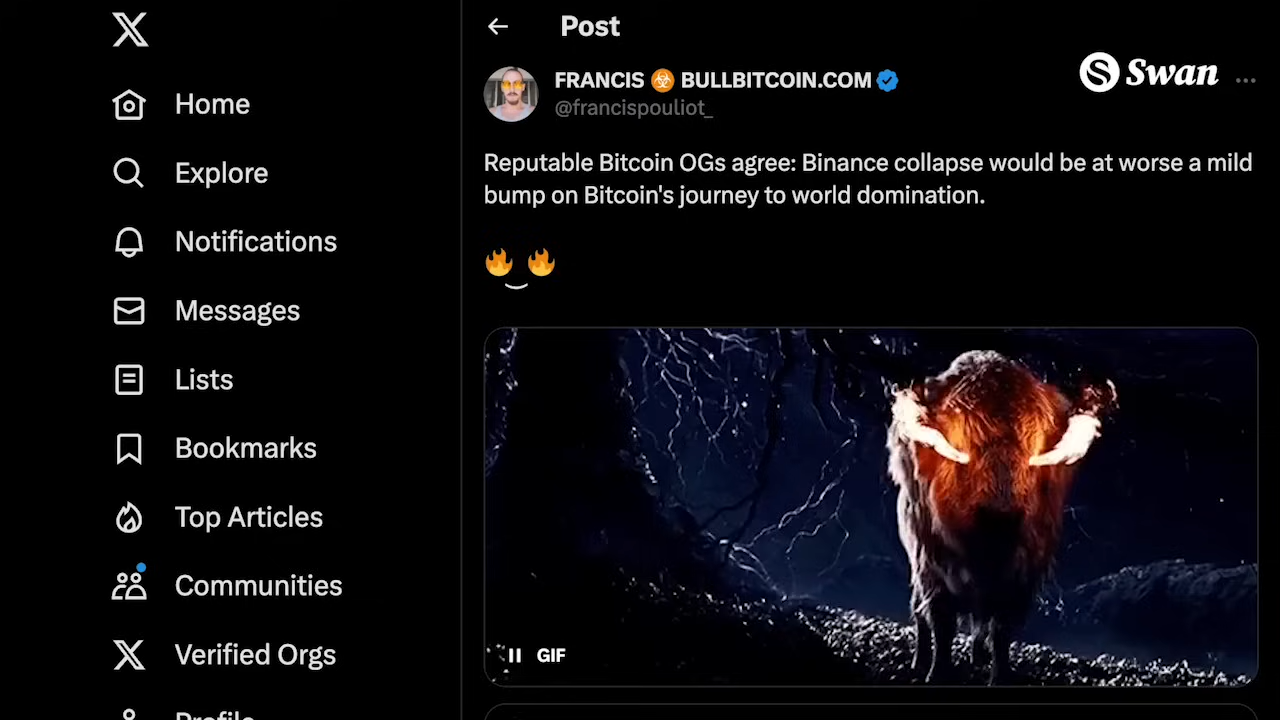 Home
Explore
Notifications
Messages
Lists
Bookmarks
Top Articles
Communities
Verified Orgs
Profile
Post
FRANCIS ☣️ BULLBITCOIN.COM
@francispouliot_
Swan
Reputable Bitcoin OGs agree: Binance collapse would be at worse a mild
bump on Bitcoin's journey to world domination.
GIF